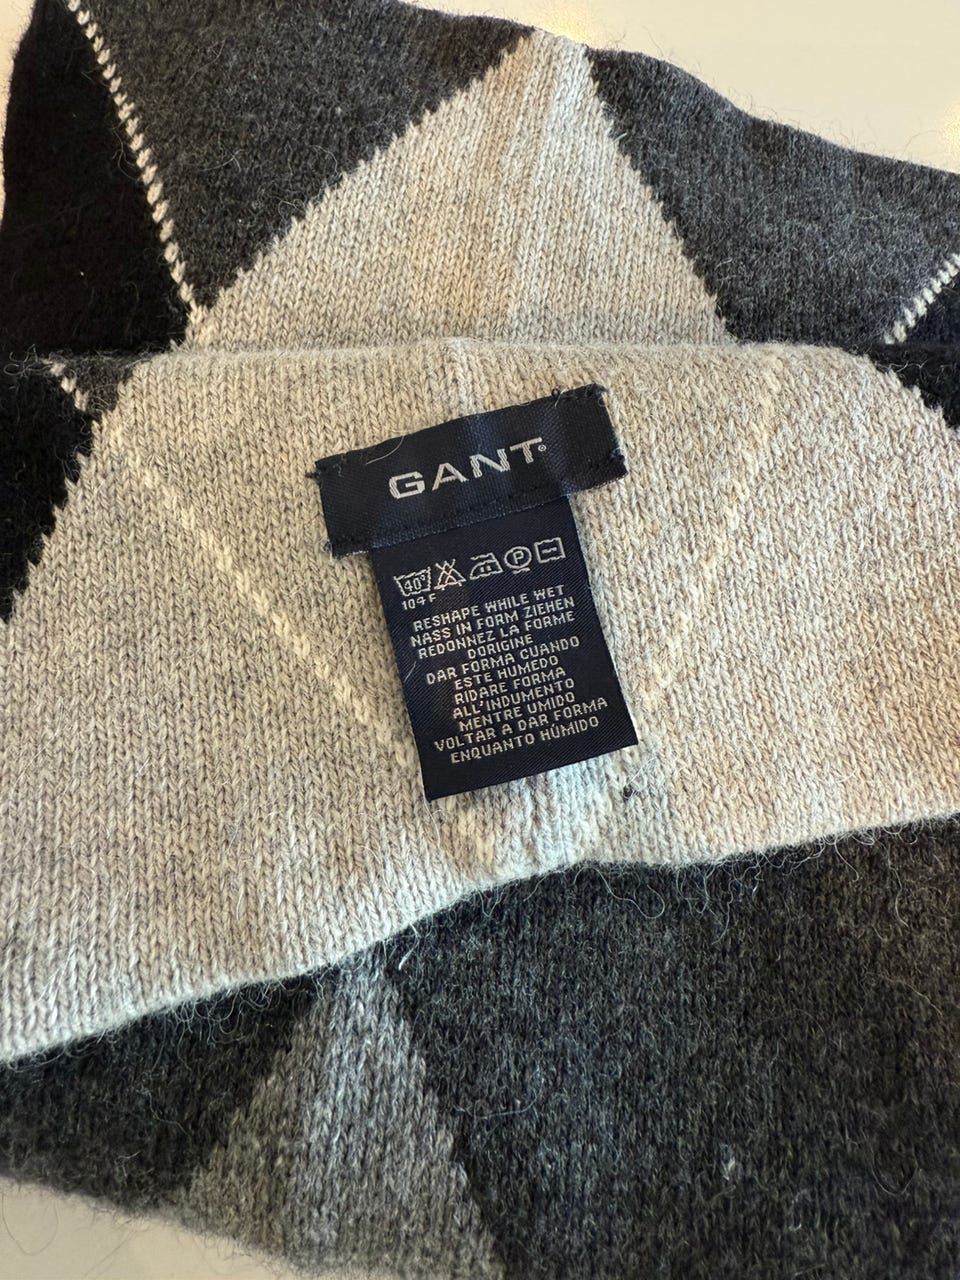 GANT®
40°
P
104 F
RESHAPE WHILE WET
NASS IN FORM ZIEHEN
REDONNEZ LA FORME
DORIGINE
DAR FORMA CUANDO
ESTE HUMEDO
RIDARE FORMA
ALL'INDUMENTO
MENTRE UMIDO
VOLTAR A DAR FORMA
ENQUANTO HÚMIDO